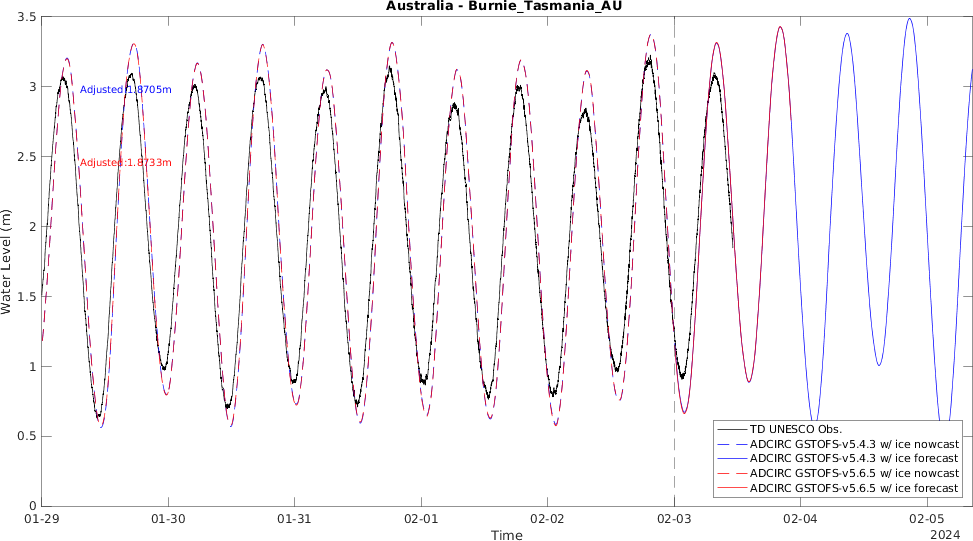 Australia - Burnie_Tasmania_AU
3.5
3
2.5
2
1.5
1
0.5
0
Water Level (m)
Adjusted:1.8705m
Adjusted:1.8733m
TD UNESCO Obs.
ADCIRC GSTOFS-v5.4.3 w/ ice nowcast
ADCIRC GSTOFS-v5.4.3 w/ ice forecast
ADCIRC GSTOFS-v5.6.5 w/ ice nowcast
ADCIRC GSTOFS-v5.6.5 w/ ice forecast
01-29 01-30 01-31 02-01 02-02 02-03 02-04 02-05
Time
2024